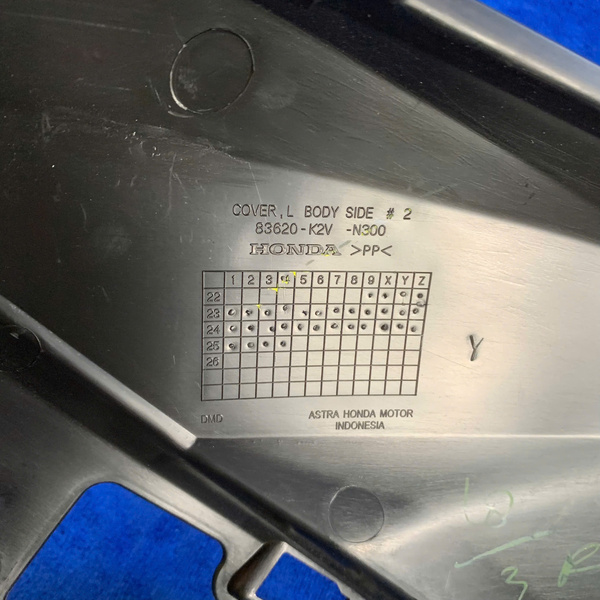 COVER, L BODY SIDE # 2
83620-K2V -N300
HONDA >PP<
1 2 3 4 5 6 7 8 9 X Y Z
22
23
24
25
26
Y
DMD
ASTRA HONDA MOTOR
INDONESIA
3